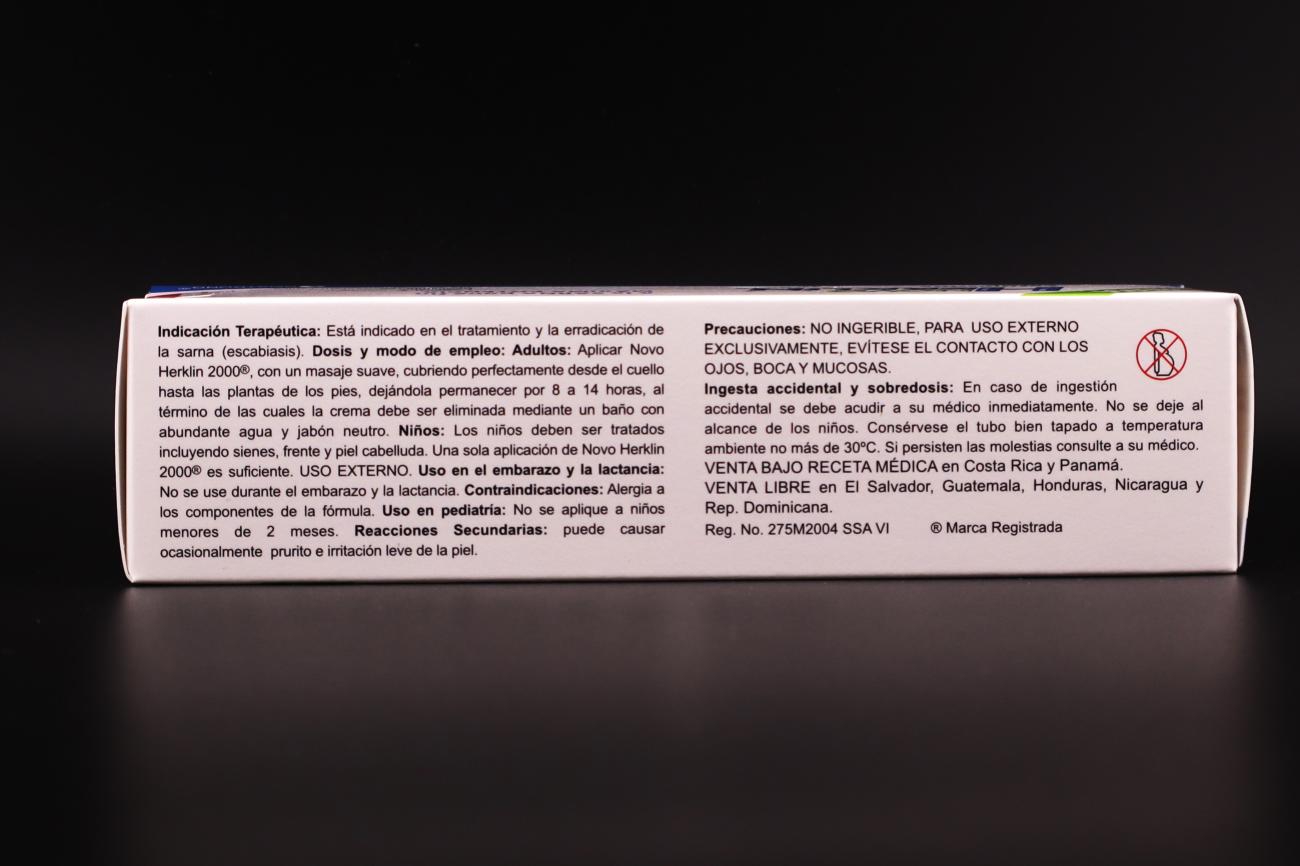 Indicación Terapéutica: Está indicado en el tratamiento y la erradicación de
la sarna (escabiasis). Dosis y modo de empleo: Adultos: Aplicar Novo
Herklin 2000®, con un masaje suave, cubriendo perfectamente desde el cuello
hasta las plantas de los pies, dejándola permanecer por 8 a 14 horas, al
término de las cuales la crema debe ser eliminada mediante un baño con
abundante agua y jabón neutro. Niños: Los niños deben ser tratados
incluyendo sienes, frente y piel cabelluda. Una sola aplicación de Novo Herklin
2000® es suficiente. USO EXTERNO. Uso en el embarazo y la lactancia:
No se use durante el embarazo y la lactancia. Contraindicaciones: Alergia a
los componentes de la fórmula. Uso en pediatría: No se aplique a niños
menores de 2 meses. Reacciones Secundarias: puede causar
ocasionalmente prurito e irritación leve de la piel.
Precauciones: NO INGERIBLE, PARA USO EXTERNO
EXCLUSIVAMENTE, EVÍTESE EL CONTACTO CON LOS
OJOS, BOCA Y MUCOSAS.
Ingesta accidental y sobredosis: En caso de ingestión
accidental se debe acudir a su médico inmediatamente. No se deje al
alcance de los niños. Consérvese el tubo bien tapado a temperatura
ambiente no más de 30ºC. Si persisten las molestias consulte a su médico.
VENTA BAJO RECETA MÉDICA en Costa Rica y Panamá.
VENTA LIBRE en El Salvador, Guatemala, Honduras, Nicaragua y
Rep. Dominicana.
Reg. No. 275M2004 SSA VI ® Marca Registrada